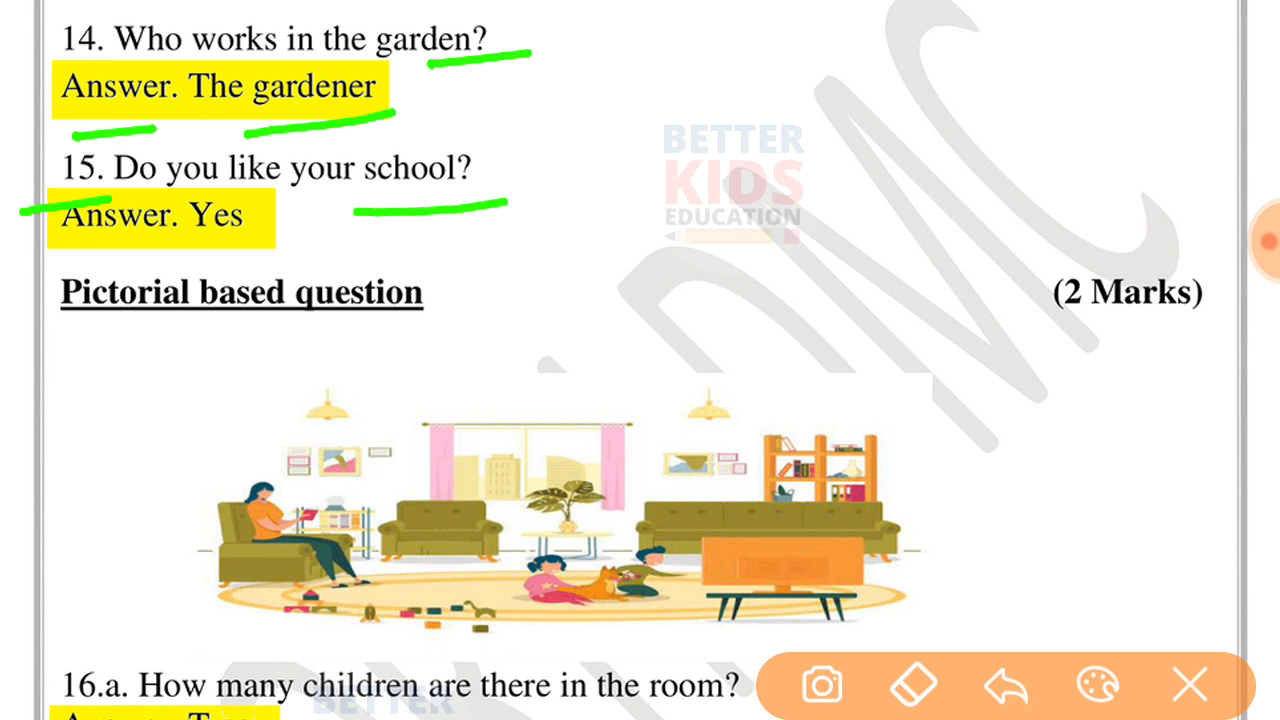 14. Who works in the garden?
Answer. The gardener
15. Do you like your school?
Answer. Yes
BETTER
KIDS
EDUCATION
Pictorial based question (2 Marks)
16.a. How many children are there in the room?
BETTER